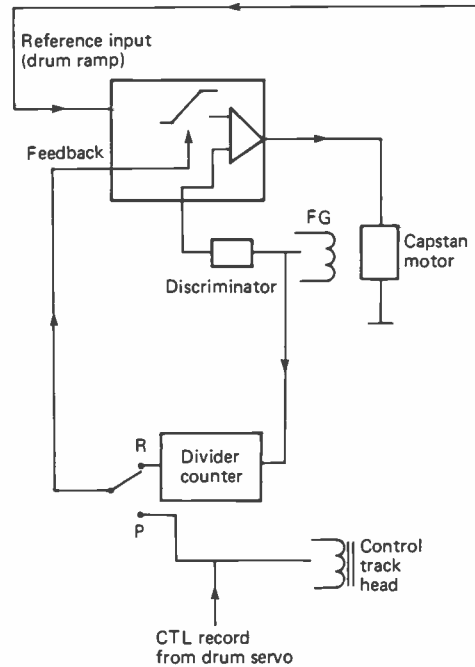 Reference input
(drum ramp)
Feedback
FG
Discriminator
Capstan
motor
R
Divider
counter
P
Control
track
head
CTL record
from drum servo